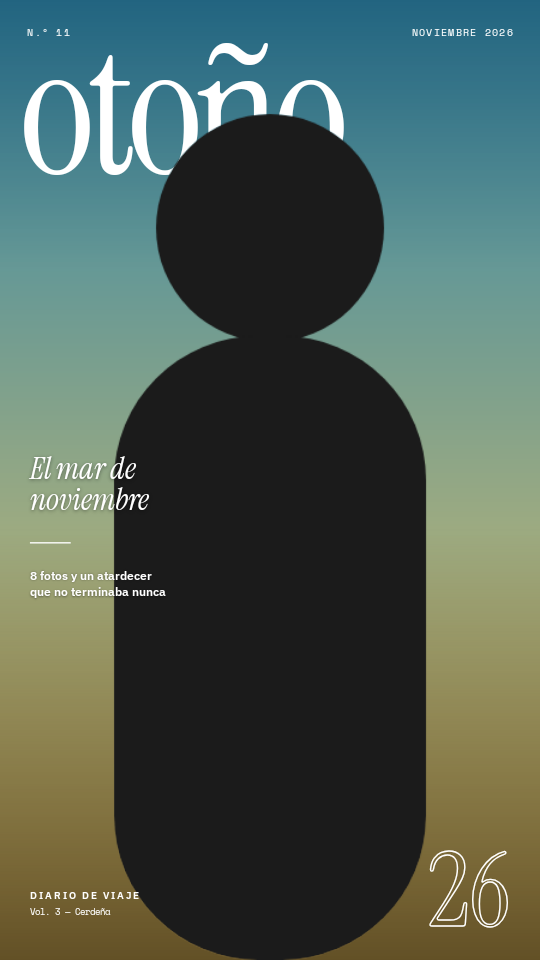 N.º 11
NOVIEMBRE 2026
otoño
El mar de
noviembre
8 fotos y un atardecer
que no terminaba nunca
DIARIO DE VIAJE
Vol. 3 — Cerdeña
26